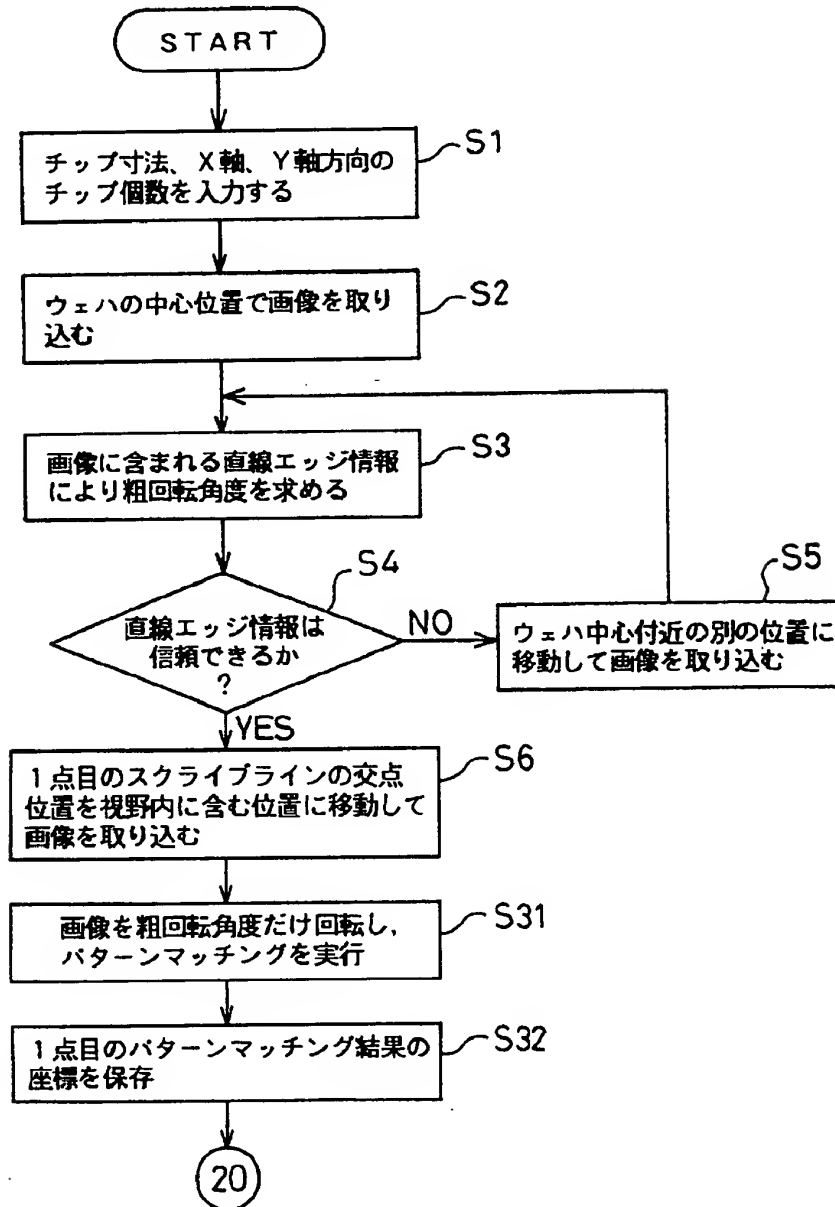 START
S1
チップ寸法、X軸、Y軸方向の
チップ個数を入力する
S2
ウェハの中心位置で画像を取り
込む
S3
画像に含まれる直線エッジ情報
により粗回転角度を求める
S4
直線エッジ情報は
信頼できるか
?
NO
S5
ウェハ中心付近の別の位置に
移動して画像を取り込む
YES
S6
1点目のスクライブラインの交点
位置を視野内に含む位置に移動して
画像を取り込む
S31
画像を粗回転角度だけ回転し,
パターンマッチングを実行
S32
1点目のパターンマッチング結果の
座標を保存
20